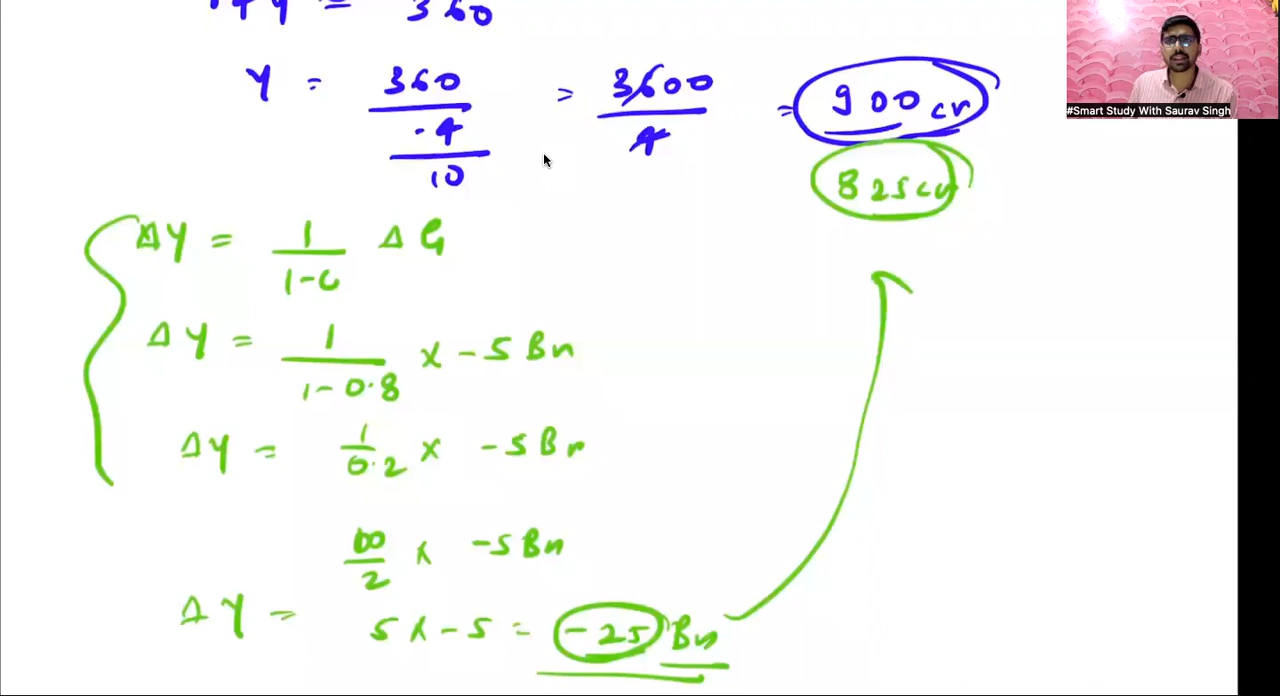 1+Y = 360
Y = 360 / .4/10 = 3600/4 = 900 cr
#Smart Study With Saurav Singh
825 cr
ΔY = 1/1-c ΔG
ΔY = 1/1-0.8 × -5 Bn
ΔY = 1/0.2 × -5 Bn
10/2 × -5 Bn
ΔY = 5 × -5 = -25 Bn